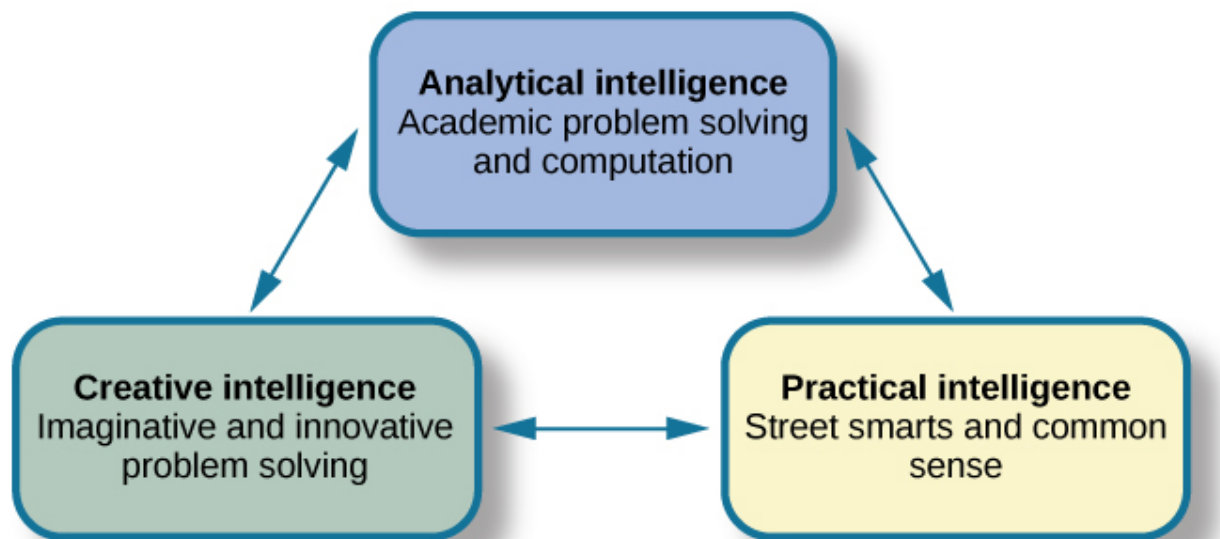 Analytical intelligence
Academic problem solving
and computation
Creative intelligence
Imaginative and innovative
problem solving
Practical intelligence
Street smarts and common
sense